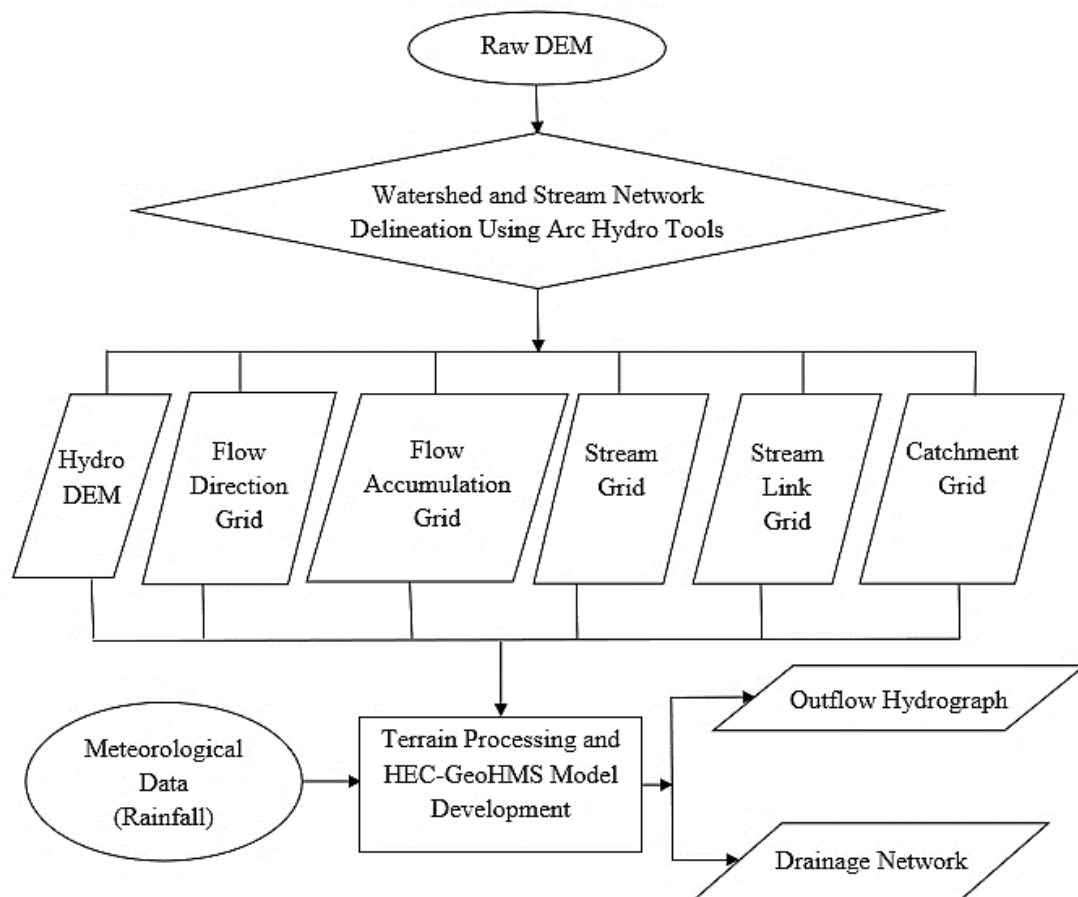 Raw DEM
Watershed and Stream Network
Delineation Using Arc Hydro Tools
Hydro
DEM
Flow
Direction
Grid
Flow
Accumulation
Grid
Stream
Grid
Stream
Link
Grid
Catchment
Grid
Meteorological
Data
(Rainfall)
Terrain Processing and
HEC-GeoHMS Model
Development
Outflow Hydrograph
Drainage Network